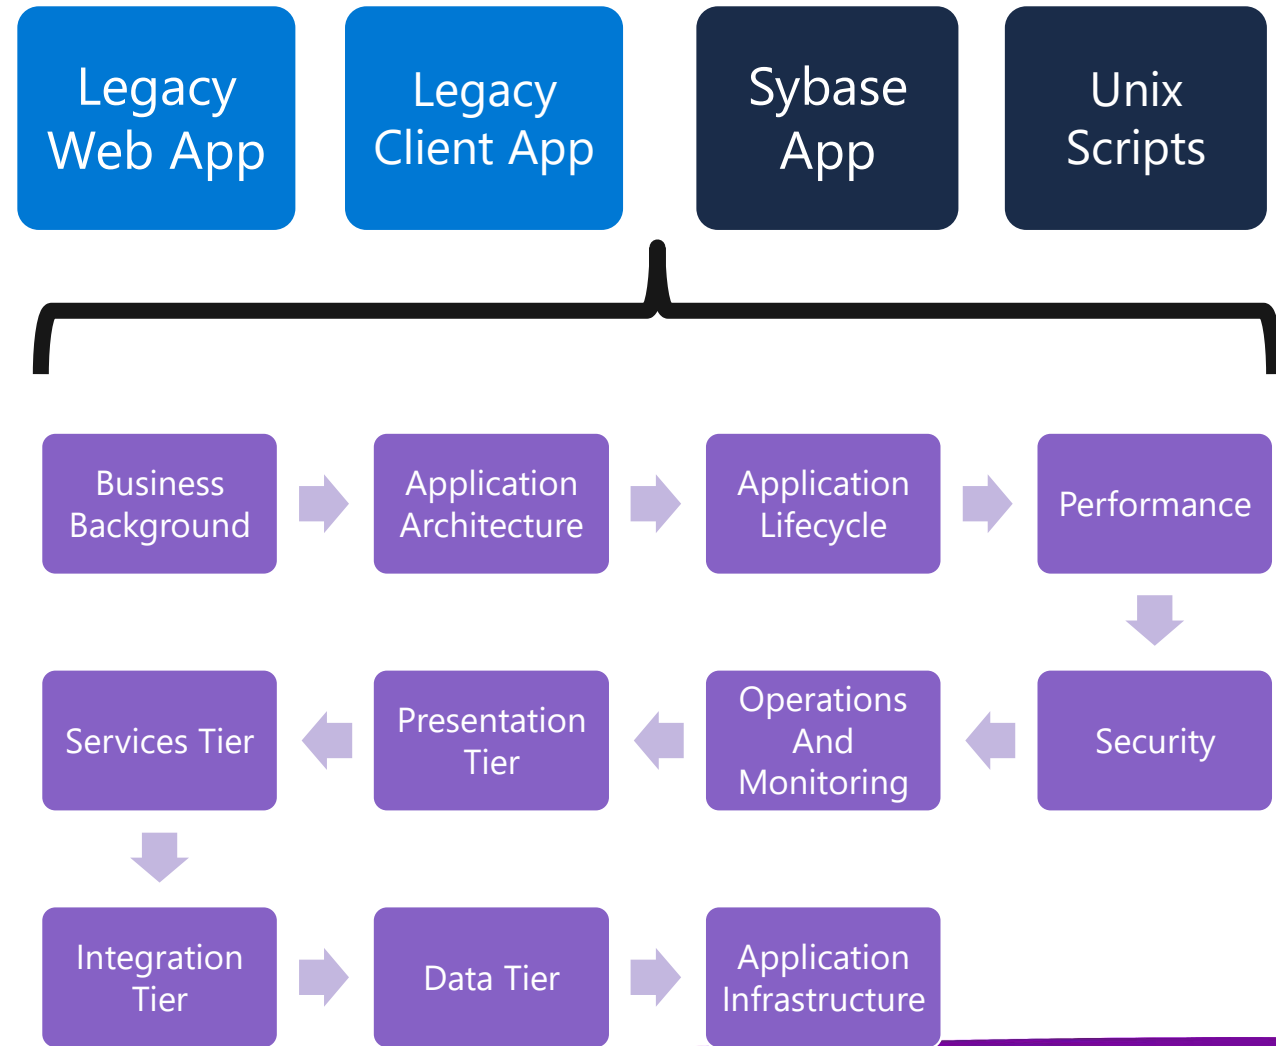 Legacy
Web App
Legacy
Client App
Sybase
App
Unix
Scripts
Business
Background
Application
Architecture
Application
Lifecycle
Performance
Services Tier
Presentation
Tier
Operations
And
Monitoring
Security
Integration
Tier
Data Tier
Application
Infrastructure